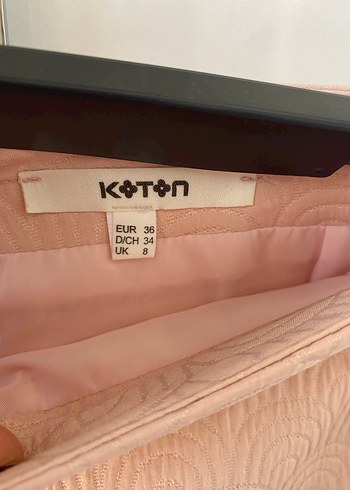 KOTON
EUR 36
D/CH 34
UK 8